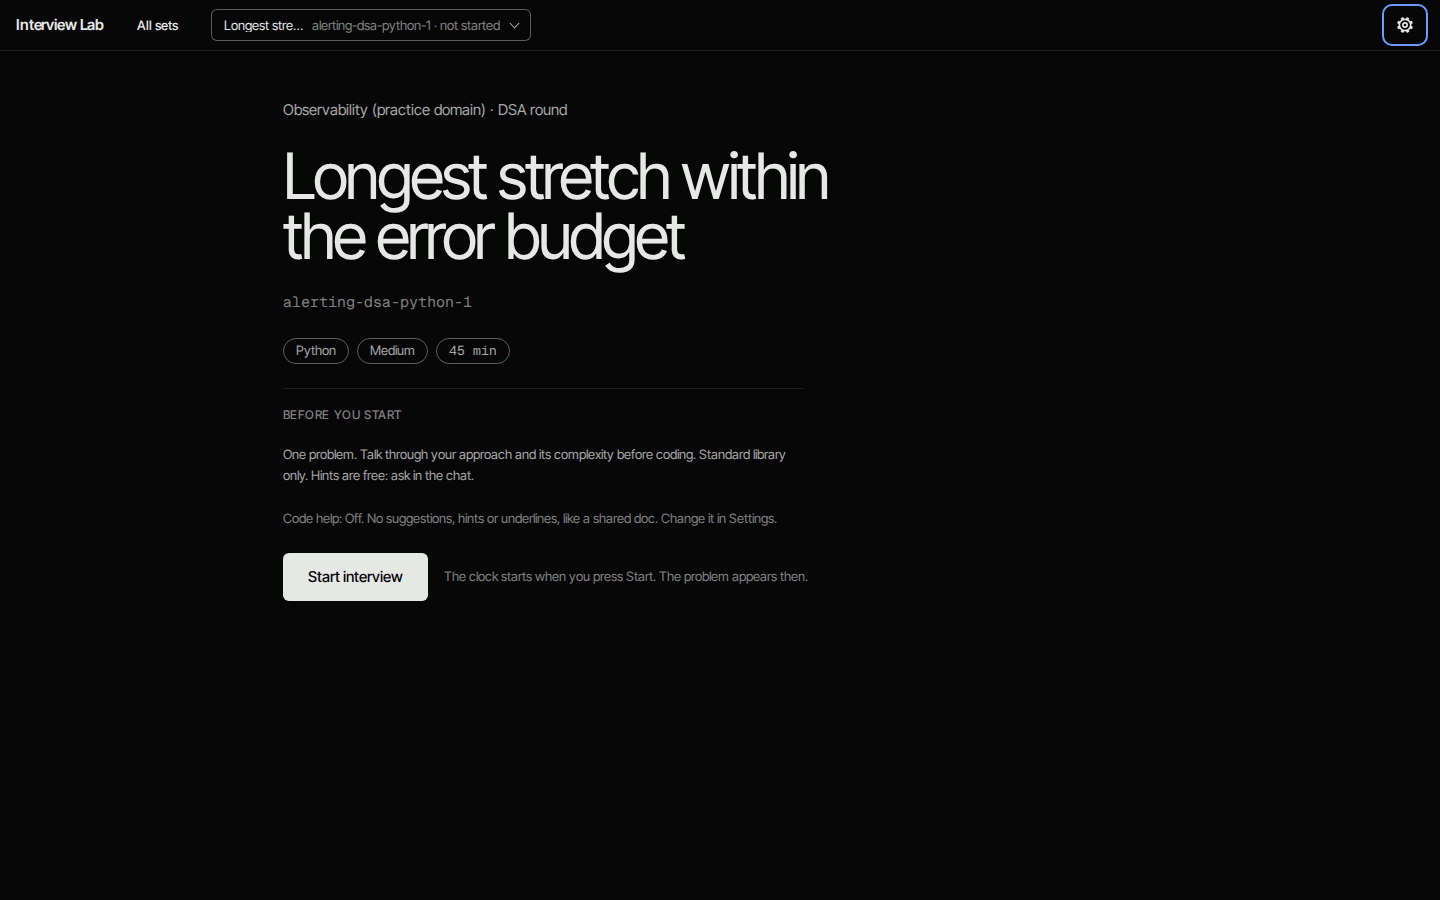 Interview Lab
All sets
Longest stre... alerting-dsa-python-1 · not started
Observability (practice domain) · DSA round
Longest stretch within
the error budget
alerting-dsa-python-1
Python
Medium
45 min
BEFORE YOU START
One problem. Talk through your approach and its complexity before coding. Standard library
only. Hints are free: ask in the chat.
Code help: Off. No suggestions, hints or underlines, like a shared doc. Change it in Settings.
Start interview
The clock starts when you press Start. The problem appears then.